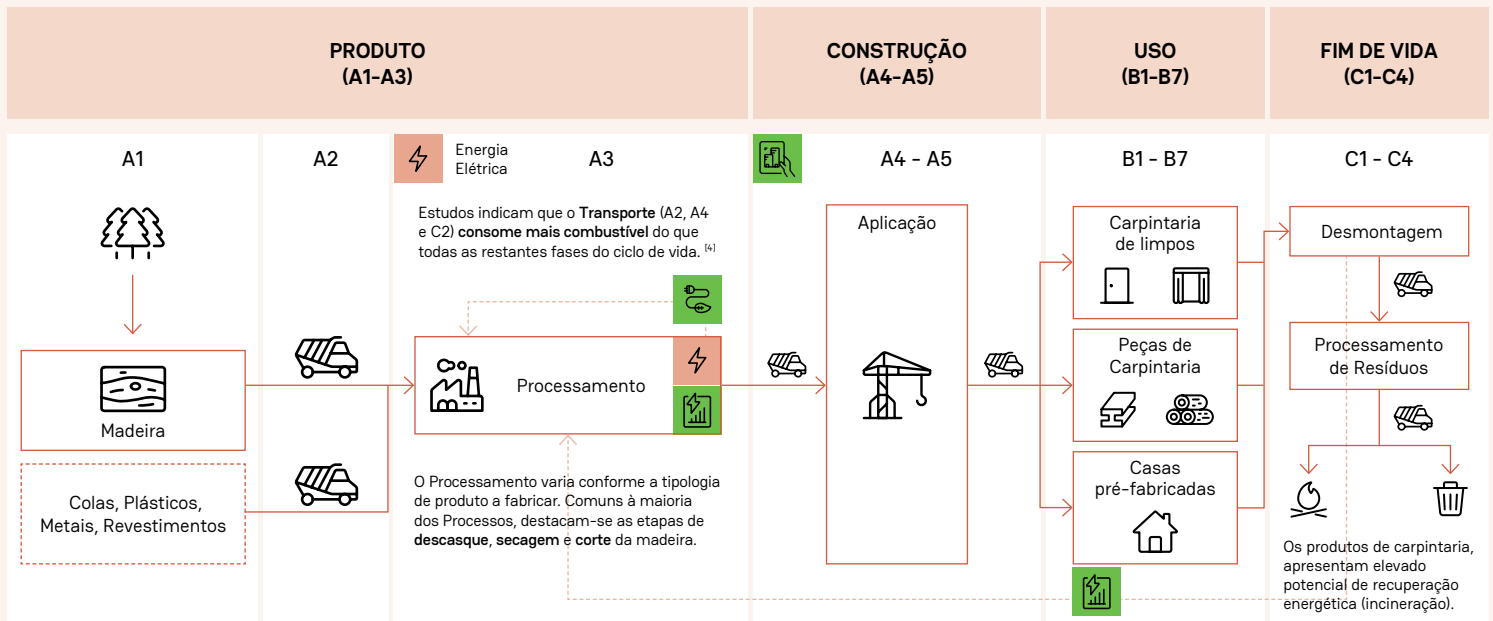 PRODUTO
(A1-A3)
CONSTRUÇÃO
(A4-A5)
USO
(B1-B7)
FIM DE VIDA
(C1-C4)
A1
A2
Energia
Elétrica
A3
A4 - A5
B1 - B7
C1 - C4
Estudos indicam que o Transporte (A2, A4
e C2) consome mais combustível do que
todas as restantes fases do ciclo de vida. [4]
Madeira
Colas, Plásticos,
Metais, Revestimentos
Processamento
O Processamento varia conforme a tipologia
de produto a fabricar. Comuns à maioria
dos Processos, destacam-se as etapas de
descasque, secagem e corte da madeira.
Aplicação
Carpintaria
de limpos
Peças de
Carpintaria
Casas
pré-fabricadas
Desmontagem
Processamento
de Resíduos
Os produtos de carpintaria,
apresentam elevado
potencial de recuperação
energética (incineração).